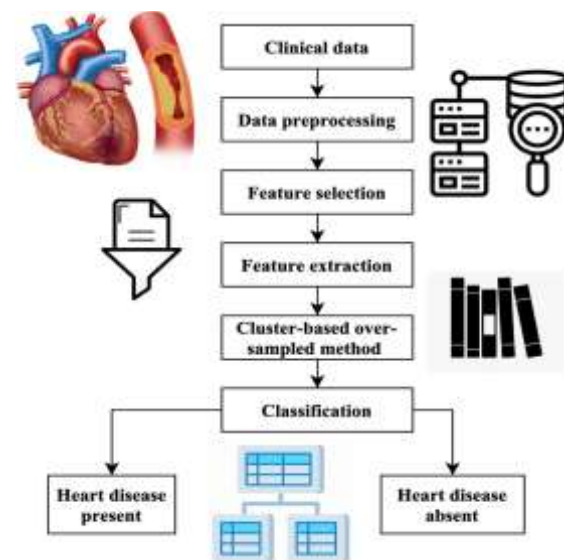 Clinical data
Data preprocessing
Feature selection
Feature extraction
Cluster-based over-
sampled method
Classification
Heart disease
present
Heart disease
absent